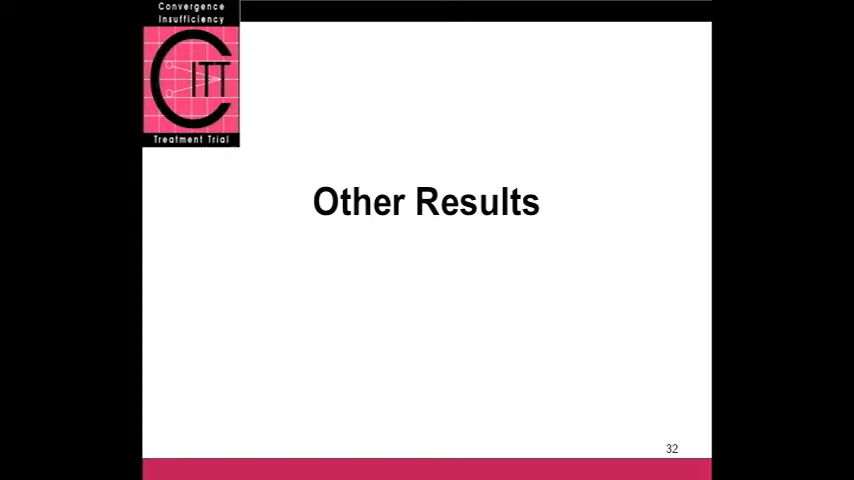 Convergence
Insufficiency
CITT
Treatment Trial
Other Results
32